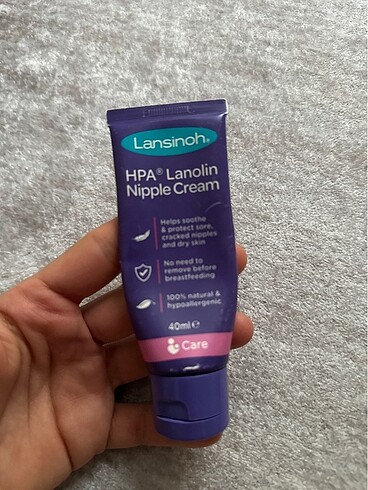 Lansinoh®
HPA® Lanolin
Nipple Cream
Helps soothe
& protect sore,
cracked nipples
and dry skin
No need to
remove before
breastfeeding
100% natural &
hypoallergenic
40ml ℮
Care